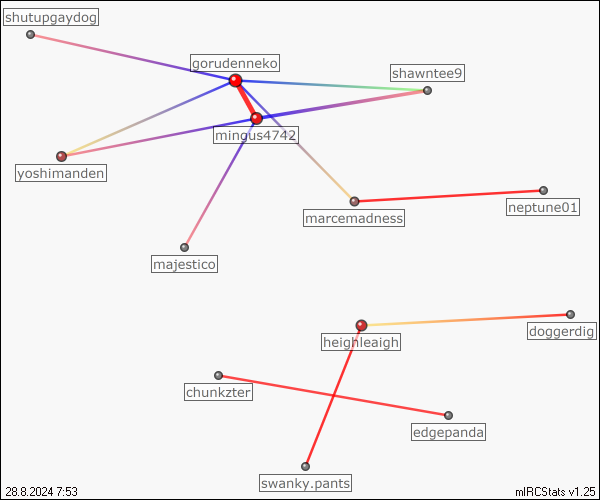 shutupgaydog
gorudenneko
shawntee9
mingus4742
yoshimanden
neptune01
marcemadness
majestico
doggerdig
heighleaigh
chunkzter
edgepanda
swanky.pants
28.8.2024 7:53
mIRCStats v1.25